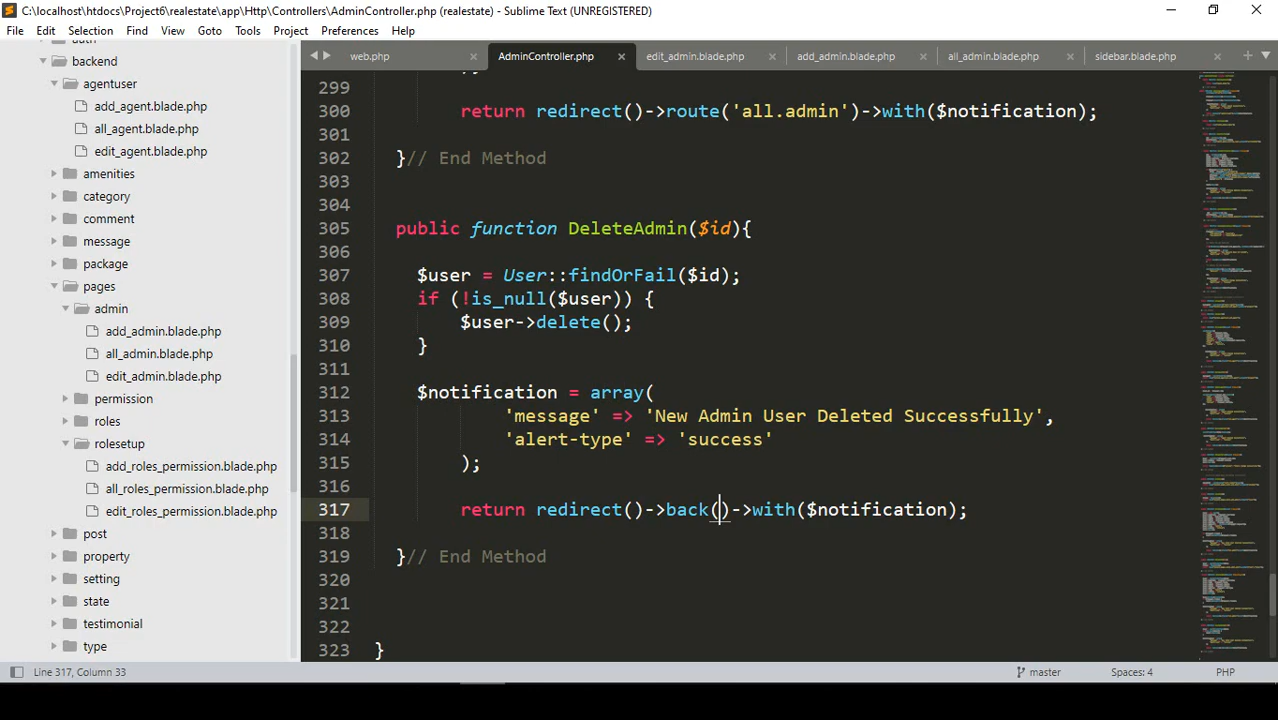 C:\localhost\htdocs\Project6\realestate\app\Http\Controllers\AdminController.php (realestate) - Sublime Text (UNREGISTERED)
File Edit Selection Find View Goto Tools Project Preferences Help
web.php AdminController.php edit_admin.blade.php add_admin.blade.php all_admin.blade.php sidebar.blade.php
backend
agentuser
add_agent.blade.php
all_agent.blade.php
edit_agent.blade.php
amenities
category
comment
message
package
pages
admin
add_admin.blade.php
all_admin.blade.php
edit_admin.blade.php
permission
roles
rolesetup
add_roles_permission.blade.php
all_roles_permission.blade.php
edit_roles_permission.blade.php
post
property
setting
state
testimonial
type
299
300 return redirect()->route('all.admin')->with($notification);
301
302 }// End Method
303
304
305 public function DeleteAdmin($id){
306
307 $user = User::findOrFail($id);
308 if (!is_null($user)) {
309 $user->delete();
310 }
311
312 $notification = array(
313 'message' => 'New Admin User Deleted Successfully',
314 'alert-type' => 'success'
315 );
316
317 return redirect()->back()->with($notification);
318
319 }// End Method
320
321
322
323 }
Line 317, Column 33 master Spaces: 4 PHP